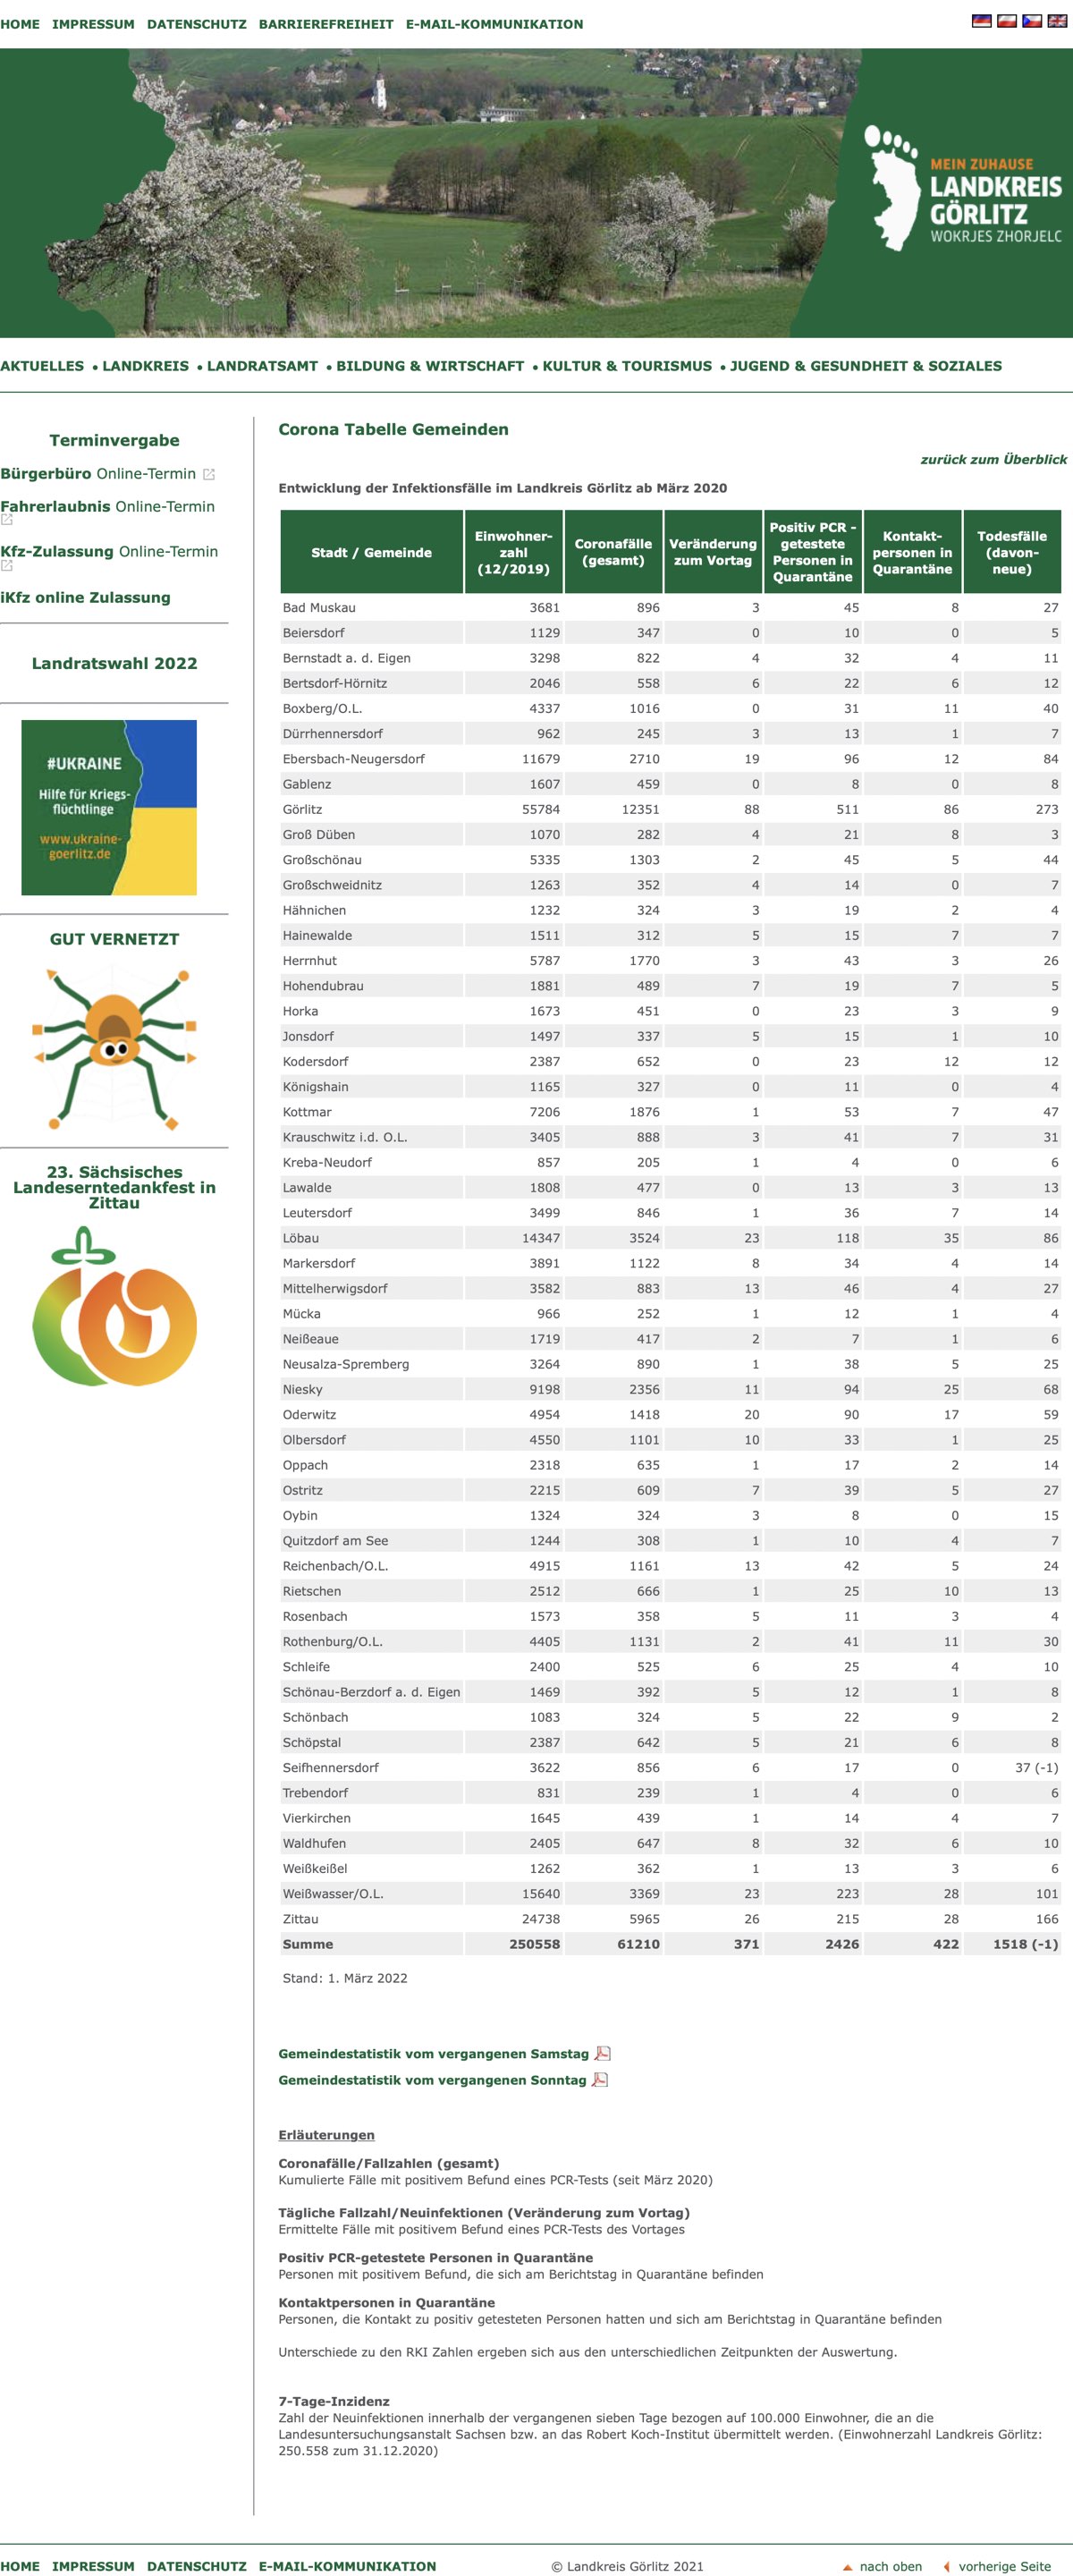 HOME IMPRESSUM DATENSCHUTZ BARRIEREFREIHEIT E-MAIL-KOMMUNIKATION
MEIN ZUHAUSE
LANDKREIS
GÖRLITZ
WOKRJES ZHORJELC
AKTUELLES • LANDKREIS • LANDRATSAMT • BILDUNG & WIRTSCHAFT • KULTUR & TOURISMUS • JUGEND & GESUNDHEIT & SOZIALES
Terminvergabe
Bürgerbüro Online-Termin
Fahrerlaubnis Online-Termin
Kfz-Zulassung Online-Termin
iKfz online Zulassung
Landratswahl 2022
#UKRAINE
Hilfe für Kriegs-
flüchtlinge
www.ukraine-
goerlitz.de
GUT VERNETZT
23. Sächsisches
Landeserntedankfest in
Zittau
Corona Tabelle Gemeinden
zurück zum Überblick
Entwicklung der Infektionsfälle im Landkreis Görlitz ab März 2020
Stadt / Gemeinde Einwohner-zahl (12/2019) Coronafälle (gesamt) Veränderung zum Vortag Positiv PCR - getestete Personen in Quarantäne Kontakt-personen in Quarantäne Todesfälle (davon-neue)
Bad Muskau 3681 896 3 45 8 27
Beiersdorf 1129 347 0 10 0 5
Bernstadt a. d. Eigen 3298 822 4 32 4 11
Bertsdorf-Hörnitz 2046 558 6 22 6 12
Boxberg/O.L. 4337 1016 0 31 11 40
Dürrhennersdorf 962 245 3 13 1 7
Ebersbach-Neugersdorf 11679 2710 19 96 12 84
Gablenz 1607 459 0 8 0 8
Görlitz 55784 12351 88 511 86 273
Groß Düben 1070 282 4 21 8 3
Großschönau 5335 1303 2 45 5 44
Großschweidnitz 1263 352 4 14 0 7
Hähnichen 1232 324 3 19 2 4
Hainewalde 1511 312 5 15 7 7
Herrnhut 5787 1770 3 43 3 26
Hohendubrau 1881 489 7 19 7 5
Horka 1673 451 0 23 3 9
Jonsdorf 1497 337 5 15 1 10
Kodersdorf 2387 652 0 23 12 12
Königshain 1165 327 0 11 0 4
Kottmar 7206 1876 1 53 7 47
Krauschwitz i.d. O.L. 3405 888 3 41 7 31
Kreba-Neudorf 857 205 1 4 0 6
Lawalde 1808 477 0 13 3 13
Leutersdorf 3499 846 1 36 7 14
Löbau 14347 3524 23 118 35 86
Markersdorf 3891 1122 8 34 4 14
Mittelherwigsdorf 3582 883 13 46 4 27
Mücka 966 252 1 12 1 4
Neißeaue 1719 417 2 7 1 6
Neusalza-Spremberg 3264 890 1 38 5 25
Niesky 9198 2356 11 94 25 68
Oderwitz 4954 1418 20 90 17 59
Olbersdorf 4550 1101 10 33 1 25
Oppach 2318 635 1 17 2 14
Ostritz 2215 609 7 39 5 27
Oybin 1324 324 3 8 0 15
Quitzdorf am See 1244 308 1 10 4 7
Reichenbach/O.L. 4915 1161 13 42 5 24
Rietschen 2512 666 1 25 10 13
Rosenbach 1573 358 5 11 3 4
Rothenburg/O.L. 4405 1131 2 41 11 30
Schleife 2400 525 6 25 4 10
Schönau-Berzdorf a. d. Eigen 1469 392 5 12 1 8
Schönbach 1083 324 5 22 9 2
Schöpstal 2387 642 5 21 6 8
Seifhennersdorf 3622 856 6 17 0 37 (-1)
Trebendorf 831 239 1 4 0 6
Vierkirchen 1645 439 1 14 4 7
Waldhufen 2405 647 8 32 6 10
Weißkeißel 1262 362 1 13 3 6
Weißwasser/O.L. 15640 3369 23 223 28 101
Zittau 24738 5965 26 215 28 166
Summe 250558 61210 371 2426 422 1518 (-1)
Stand: 1. März 2022
Gemeindestatistik vom vergangenen Samstag
Gemeindestatistik vom vergangenen Sonntag
Erläuterungen
Coronafälle/Fallzahlen (gesamt)
Kumulierte Fälle mit positivem Befund eines PCR-Tests (seit März 2020)
Tägliche Fallzahl/Neuinfektionen (Veränderung zum Vortag)
Ermittelte Fälle mit positivem Befund eines PCR-Tests des Vortages
Positiv PCR-getestete Personen in Quarantäne
Personen mit positivem Befund, die sich am Berichtstag in Quarantäne befinden
Kontaktpersonen in Quarantäne
Personen, die Kontakt zu positiv getesteten Personen hatten und sich am Berichtstag in Quarantäne befinden
Unterschiede zu den RKI Zahlen ergeben sich aus den unterschiedlichen Zeitpunkten der Auswertung.
7-Tage-Inzidenz
Zahl der Neuinfektionen innerhalb der vergangenen sieben Tage bezogen auf 100.000 Einwohner, die an die
Landesuntersuchungsanstalt Sachsen bzw. an das Robert Koch-Institut übermittelt werden. (Einwohnerzahl Landkreis Görlitz:
250.558 zum 31.12.2020)
HOME IMPRESSUM DATENSCHUTZ E-MAIL-KOMMUNIKATION © Landkreis Görlitz 2021 nach oben vorherige Seite